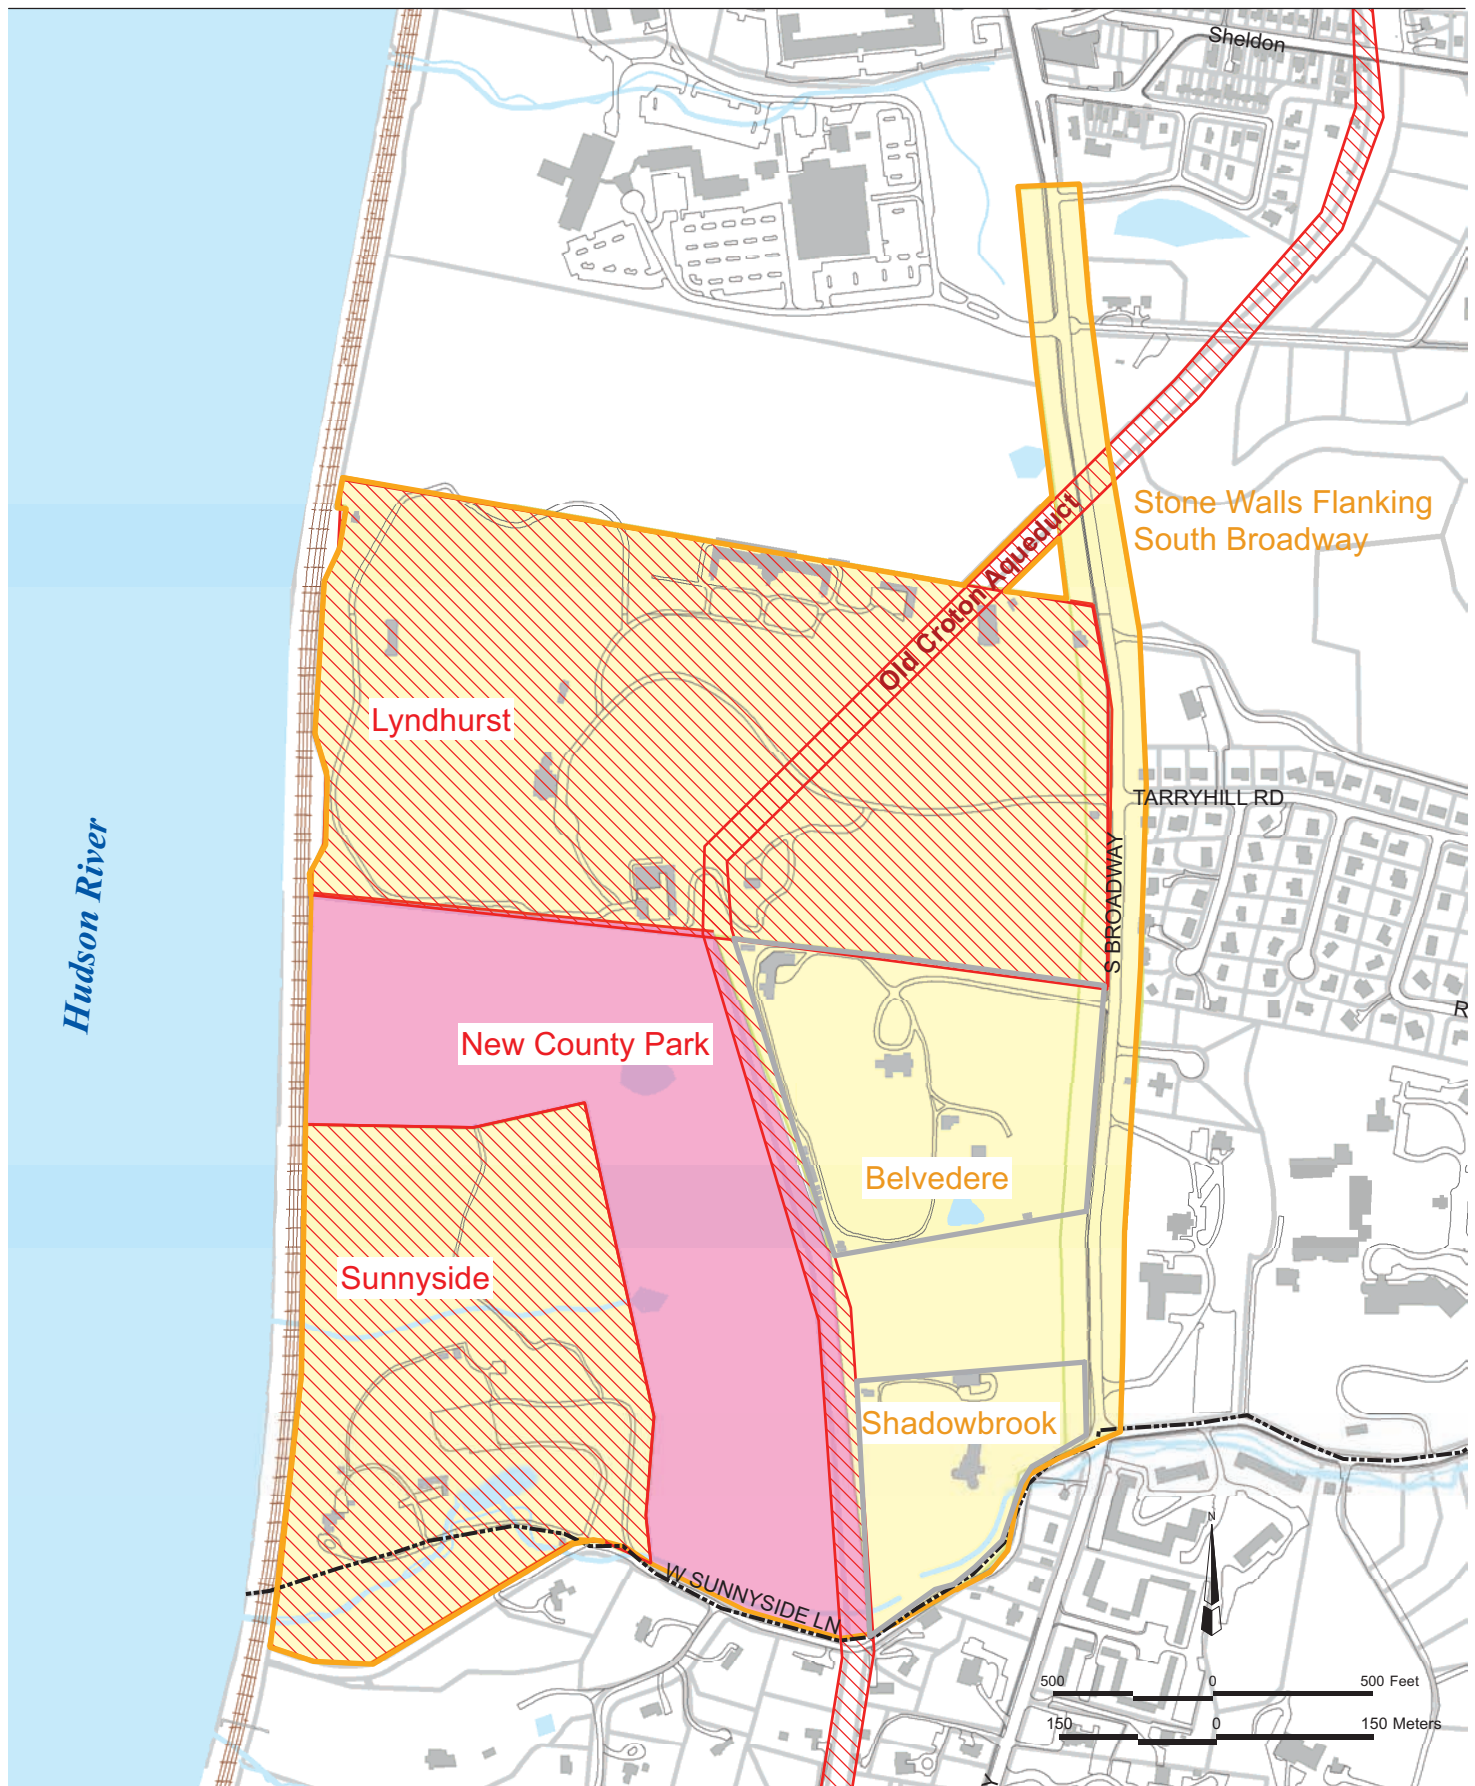 Sheldon
Stone Walls Flanking
South Broadway
Old Croton Aqueduct
Lyndhurst
TARRYHILL RD
S BROADWAY
Hudson River
R
New County Park
Belvedere
Sunnyside
Shadowbrook
N
W SUNNYSIDE LN
500 0 500 Feet
150 0 150 Meters
Y